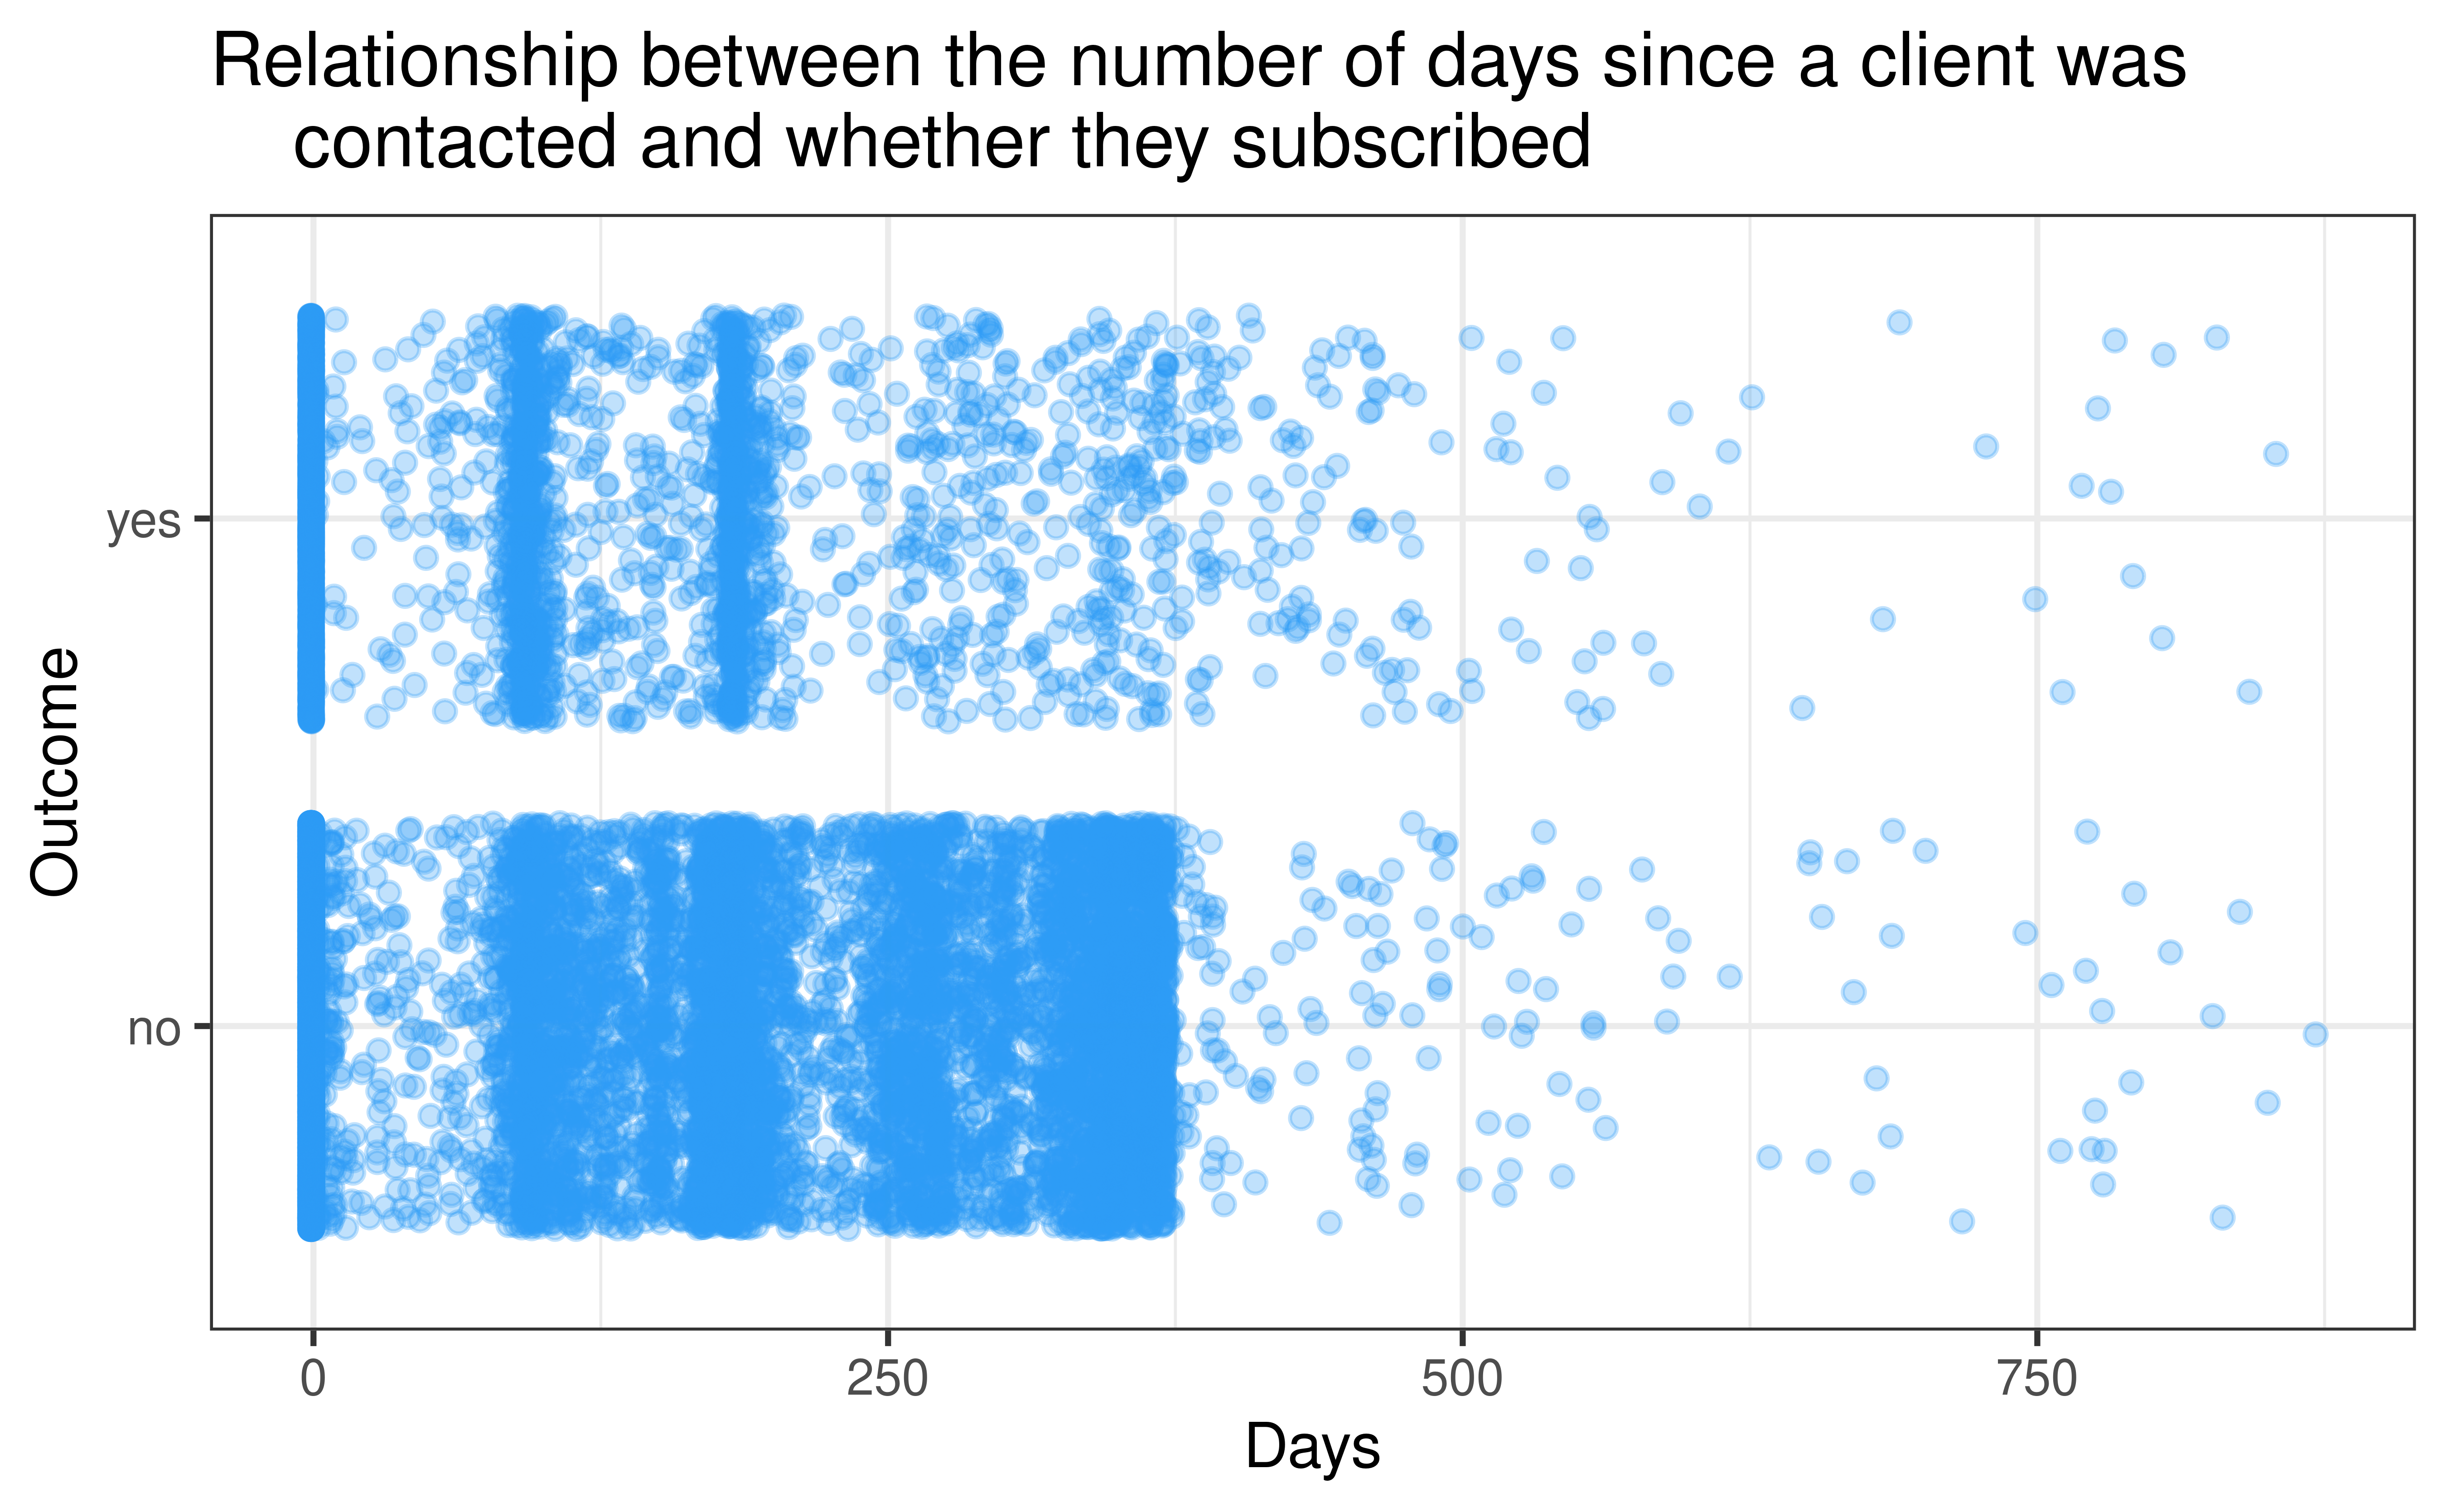 Relationship between the number of days since a client was
contacted and whether they subscribed
Outcome
yes
no
0 250 500 750
Days